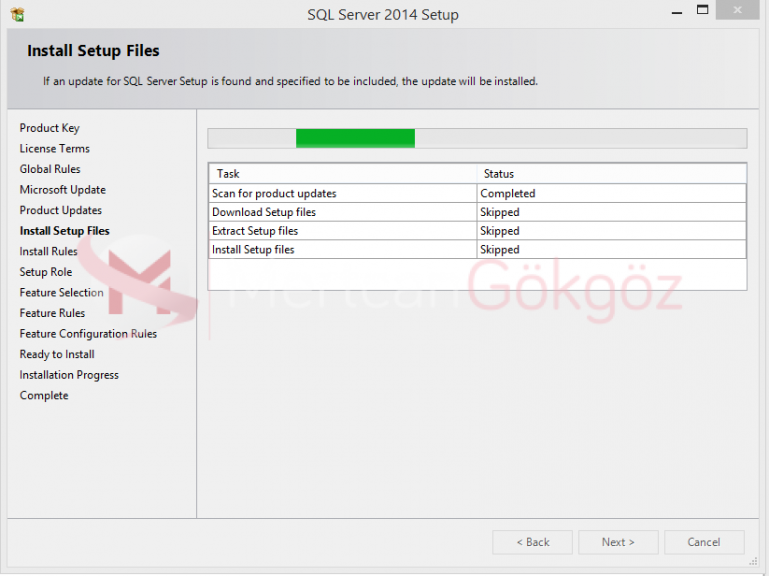 SQL Server 2014 Setup
Install Setup Files
If an update for SQL Server Setup is found and specified to be included, the update will be installed.
Product Key
License Terms
Global Rules
Microsoft Update
Product Updates
Install Setup Files
Install Rules
Setup Role
Feature Selection
Feature Rules
Feature Configuration Rules
Ready to Install
Installation Progress
Complete
Task Status
Scan for product updates Completed
Download Setup files Skipped
Extract Setup files Skipped
Install Setup files Skipped
MertcanGökgöz
< Back Next > Cancel